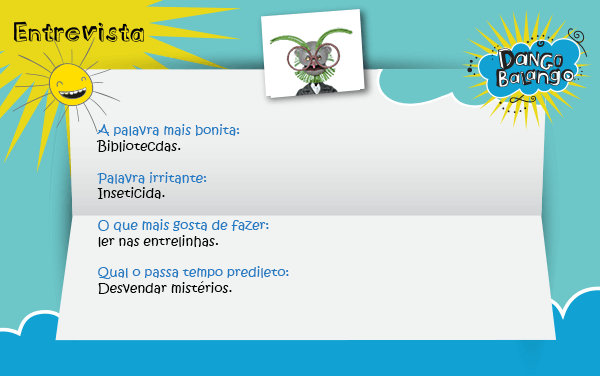 Entrevista
Dango
Balango
A palavra mais bonita:
Bibliotecdas.
Palavra irritante:
Inseticida.
O que mais gosta de fazer:
ler nas entrelinhas.
Qual o passa tempo predileto:
Desvendar mistérios.